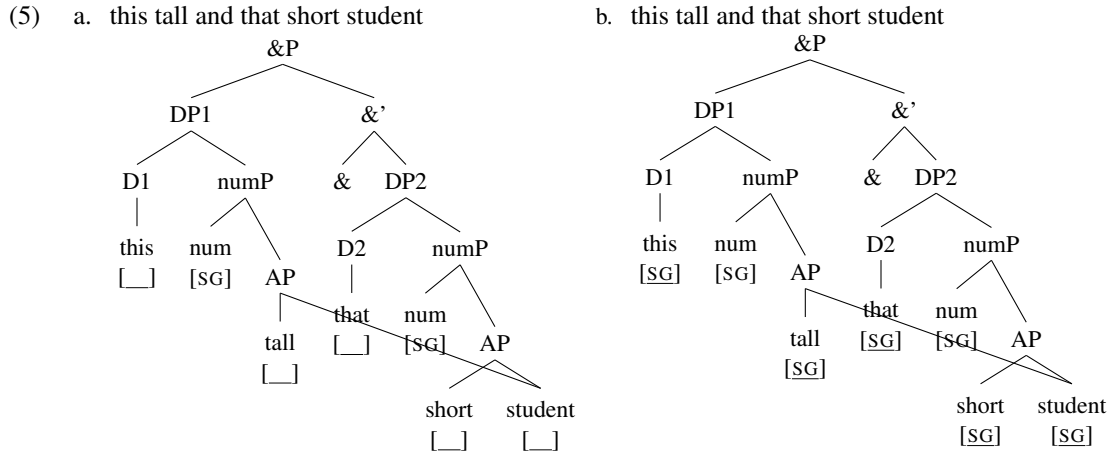 (5) a. this tall and that short student b. this tall and that short student
&P &P
DP1 &’ DP1 &’
D1 numP & DP2 D1 numP & DP2
this num D2 numP this num D2 numP
[__] [SG] AP that num [SG] [SG] AP that num
tall [__] [SG] AP tall [SG] [SG] AP
[__] [SG]
short student short student
[__] [__] [SG] [SG]